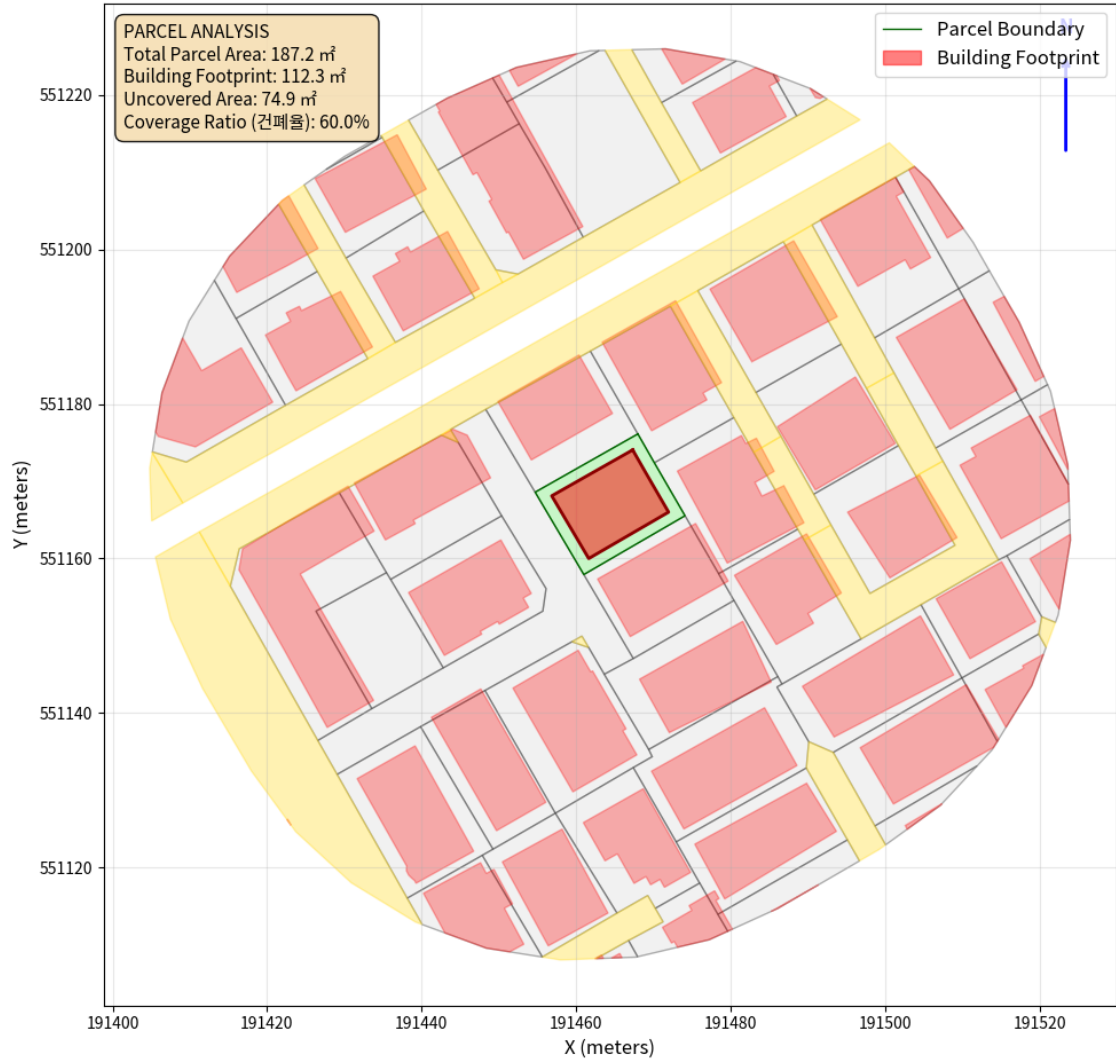 PARCEL ANALYSIS
Total Parcel Area: 187.2 ㎡
Building Footprint: 112.3 ㎡
Uncovered Area: 74.9 ㎡
Coverage Ratio (건폐율): 60.0%
N
Parcel Boundary
Building Footprint
551220
551200
551180
551160
551140
551120
Y (meters)
191400
191420
191440
191460
191480
191500
191520
X (meters)